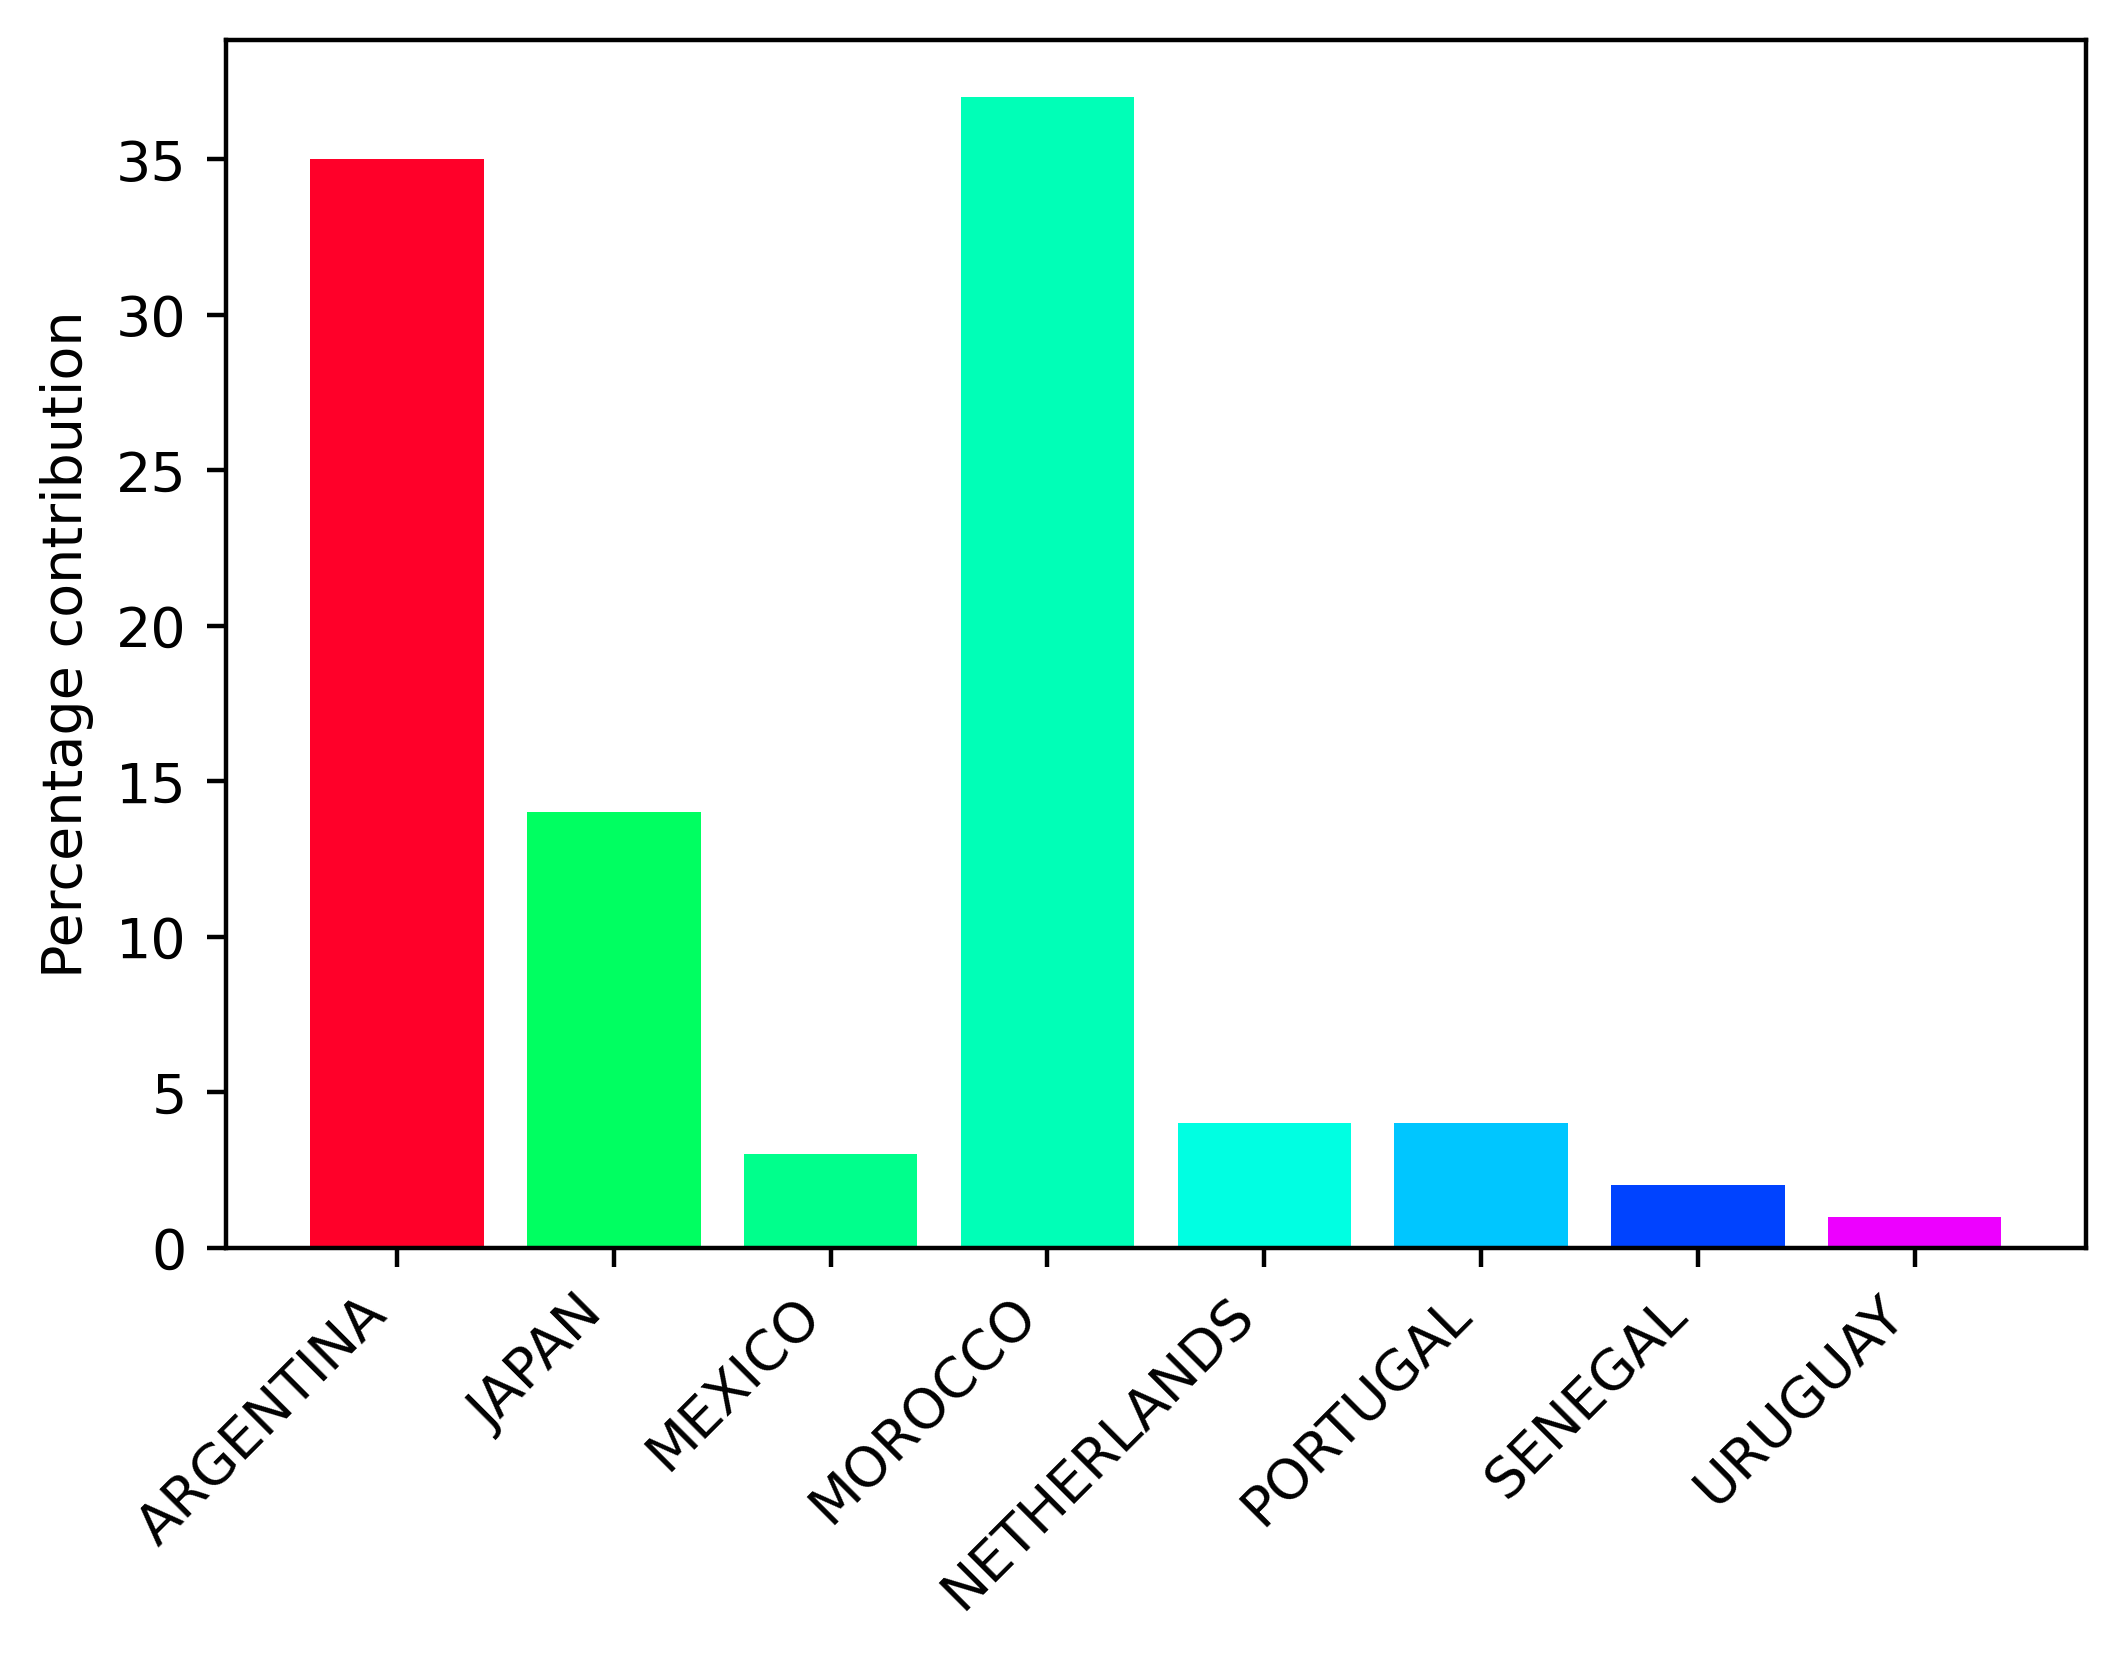 Percentage contribution
35
30
25
20
15
10
5
0
ARGENTINA
JAPAN
MEXICO
MOROCCO
NETHERLANDS
PORTUGAL
SENEGAL
URUGUAY